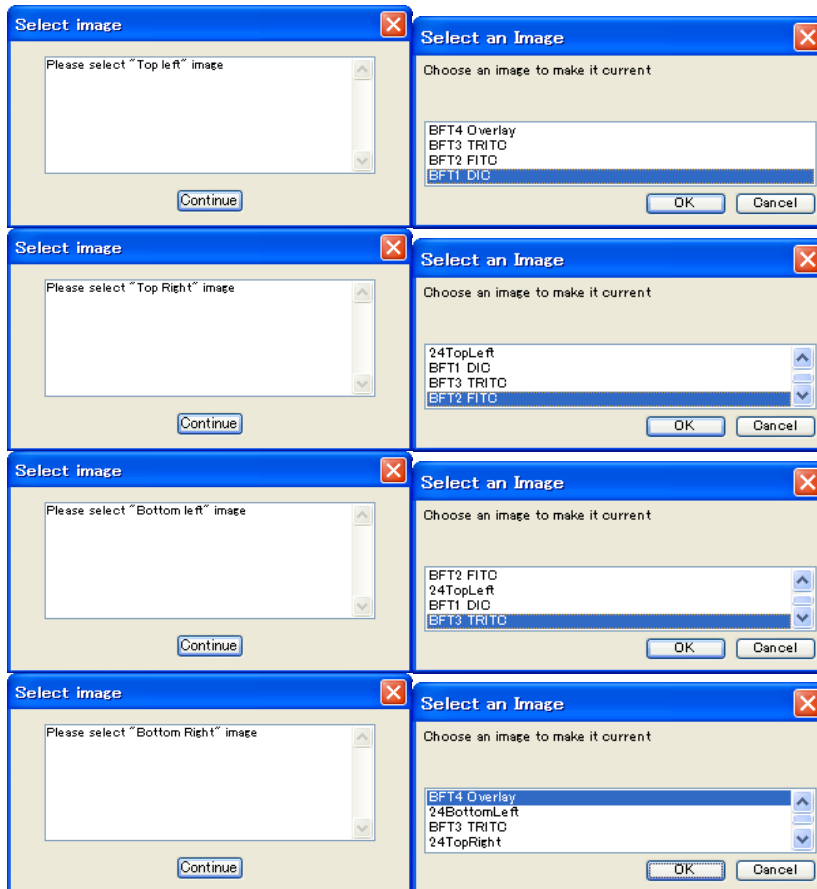 Select image
Please select "Top left" image
Continue
Select an Image
Choose an image to make it current
BFT4 Overlay
BFT3 TRITC
BFT2 FITC
BFT1 DIC
OK Cancel
Select image
Please select "Top Right" image
Continue
Select an Image
Choose an image to make it current
24TopLeft
BFT1 DIC
BFT3 TRITC
BFT2 FITC
OK Cancel
Select image
Please select "Bottom left" image
Continue
Select an Image
Choose an image to make it current
BFT2 FITC
24TopLeft
BFT1 DIC
BFT3 TRITC
OK Cancel
Select image
Please select "Bottom Right" image
Continue
Select an Image
Choose an image to make it current
BFT4 Overlay
24BottomLeft
BFT3 TRITC
24TopRight
OK Cancel